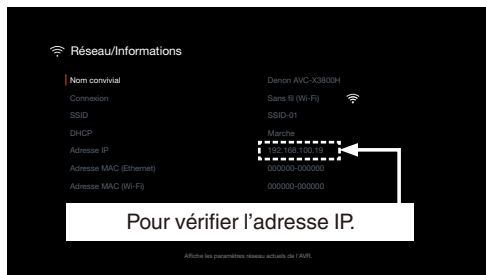 Réseau/Informations
Nom convivial Denon AVC-X3800H
Connexion Sans fil (Wi-Fi)
SSID SSID-01
DHCP Marche
Adresse IP 192.168.100.19
Adresse MAC (Ethernet) 000000-000000
Adresse MAC (Wi-Fi) 000000-000000
Pour vérifier l’adresse IP.
Affiche les paramètres réseau actuels de l'AVR.